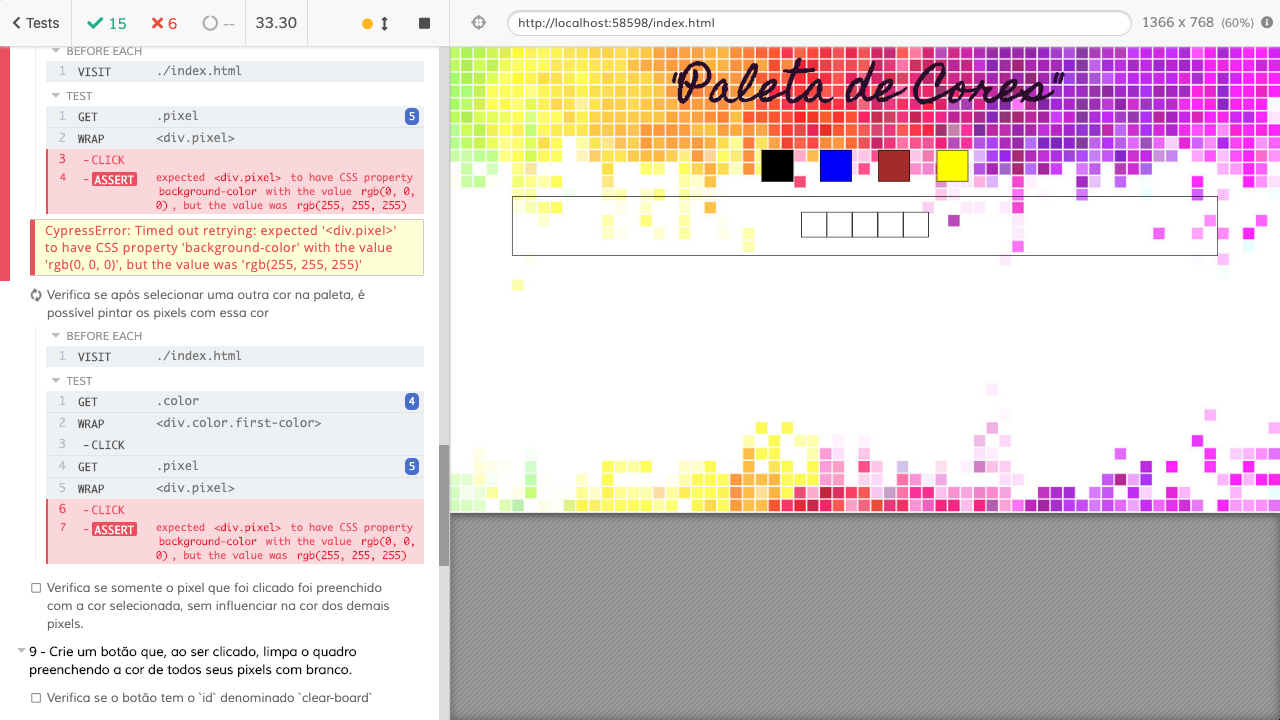 Tests
15
6
--
33.30
http://localhost:58598/index.html
1366 x 768 (60%)
BEFORE EACH
1 VISIT ./index.html
TEST
1 GET .pixel 5
2 WRAP <div.pixel>
3 -CLICK
4 -ASSERT expected <div.pixel> to have CSS property
background-color with the value rgb(0, 0,
0), but the value was rgb(255, 255, 255)
CypressError: Timed out retrying: expected '<div.pixel>'
to have CSS property 'background-color' with the value
'rgb(0, 0, 0)', but the value was 'rgb(255, 255, 255)'
Verifica se após selecionar uma outra cor na paleta, é
possível pintar os pixels com essa cor
BEFORE EACH
1 VISIT ./index.html
TEST
1 GET .color 4
2 WRAP <div.color.first-color>
3 -CLICK
4 GET .pixel 5
5 WRAP <div.pixel>
6 -CLICK
7 -ASSERT expected <div.pixel> to have CSS property
background-color with the value rgb(0, 0,
0), but the value was rgb(255, 255, 255)
Verifica se somente o pixel que foi clicado foi preenchido
com a cor selecionada, sem influenciar na cor dos demais
pixels.
9 - Crie um botão que, ao ser clicado, limpa o quadro
preenchendo a cor de todos seus pixels com branco.
Verifica se o botão tem o `id` denominado `clear-board`
"Paleta de Cores"